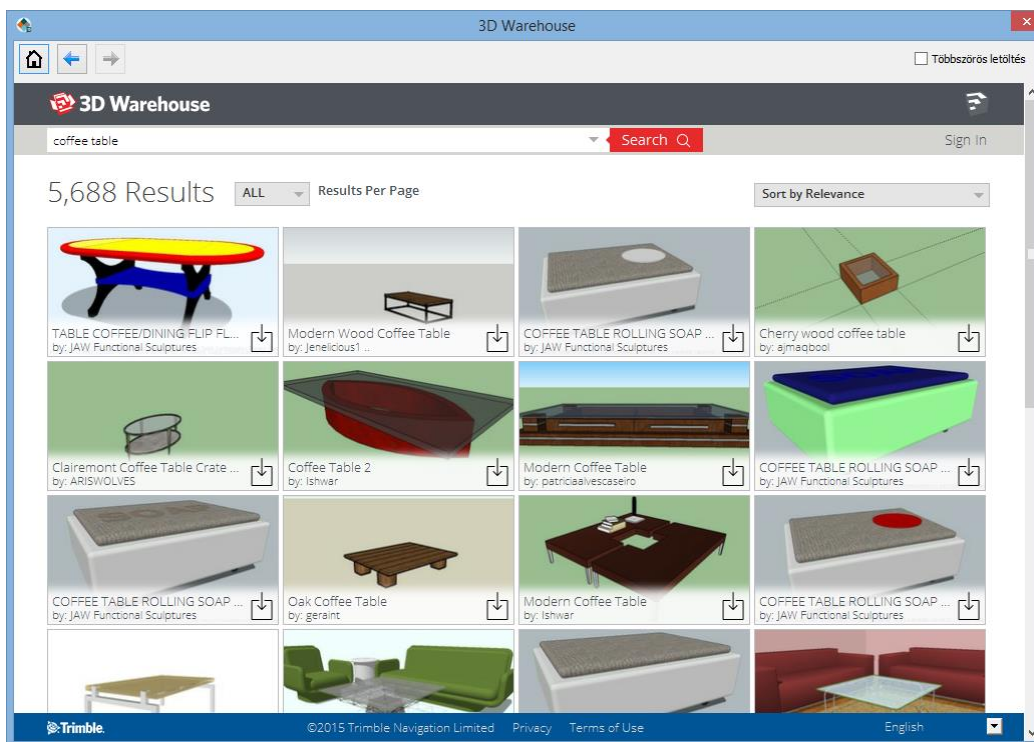 3D Warehouse
Többszörös letöltés
3D Warehouse
coffee table
Search
Sign In
5,688 Results
ALL
Results Per Page
Sort by Relevance
TABLE COFFEE/DINING FLIP FL...
by: JAW Functional Sculptures
Modern Wood Coffee Table
by: Jenelicious1 ..
COFFEE TABLE ROLLING SOAP ...
by: JAW Functional Sculptures
Cherry wood coffee table
by: ajmaqbool
Clairemont Coffee Table Crate ...
by: ARISWOLVES
Coffee Table 2
by: Ishwar
Modern Coffee Table
by: patriciaalvescaseiro
COFFEE TABLE ROLLING SOAP ...
by: JAW Functional Sculptures
COFFEE TABLE ROLLING SOAP ...
by: JAW Functional Sculptures
Oak Coffee Table
by: geraint
Modern Coffee Table
by: Ishwar
COFFEE TABLE ROLLING SOAP ...
by: JAW Functional Sculptures
Trimble.
©2015 Trimble Navigation Limited
Privacy
Terms of Use
English